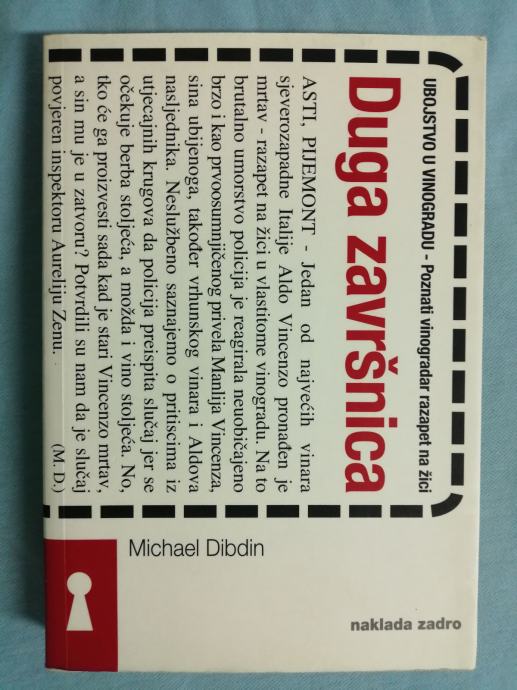 UBOJSTVO U VINOGRADU - Poznati vinogradar razapet na žici
Duga završnica
ASTI, PIJEMONT - Jedan od najvećih vinara
sjeverozapadne Italije Aldo Vincenzo pronađen je
mrtav - razapet na žici u vlastitome vinogradu. Na to
brutalno umorstvo policija je reagirala neuobičajeno
brzo i kao prvoosumnjičenog privela Manlija Vincenza,
sina ubijenoga, također vrhunskog vinara i Aldova
nasljednika. Neslužbeno saznajemo o pritiscima iz
utjecajnih krugova da policija preispita slučaj jer se
očekuje berba stoljeća, a možda i vino stoljeća. No,
tko će ga proizvesti sada kad je stari Vincenzo mrtav,
a sin mu je u zatvoru? Potvrdili su nam da je slučaj
povjeren inspektoru Aureliju Zenu.
(M. D.)
Michael Dibdin
naklada zadro